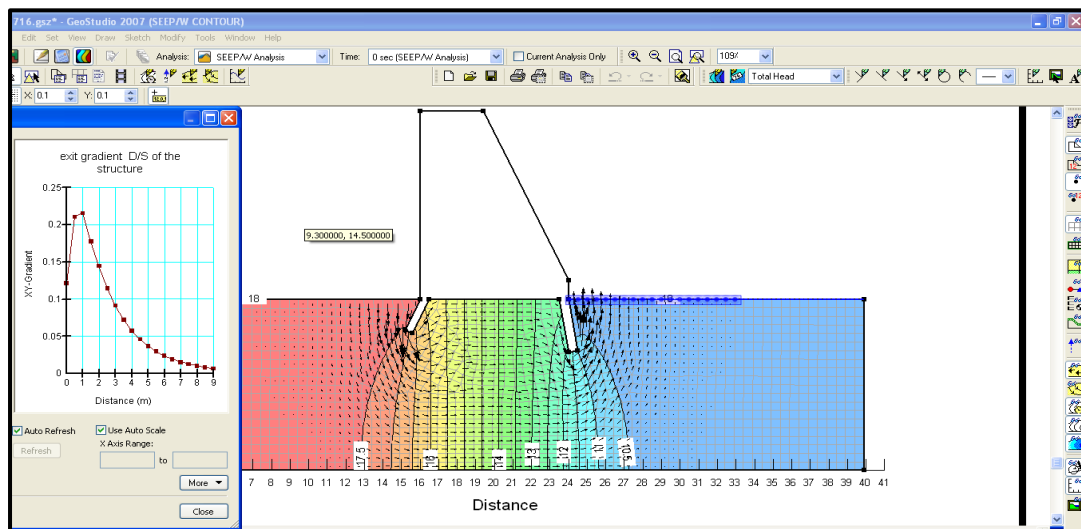 716.gsz* - GeoStudio 2007 (SEEP/W CONTOUR)
Edit Set View Draw Sketch Modify Tools Window Help
Analysis: SEEP/W Analysis Time: 0 sec (SEEP/W Analysis) Current Analysis Only 109%
Total Head
X: 0.1 Y: 0.1
exit gradient D/S of the
structure
XY-Gradient
0.25
0.2
0.15
0.1
0.05
0
0 1 2 3 4 5 6 7 8 9
Distance (m)
Auto Refresh Use Auto Scale
Refresh X Axis Range:
to
More
Close
9.300000, 14.500000
18 10
17.5 16 14 13 12 11 10.5
7 8 9 10 11 12 13 14 15 16 17 18 19 20 21 22 23 24 25 26 27 28 29 30 31 32 33 34 35 36 37 38 39 40 41
Distance